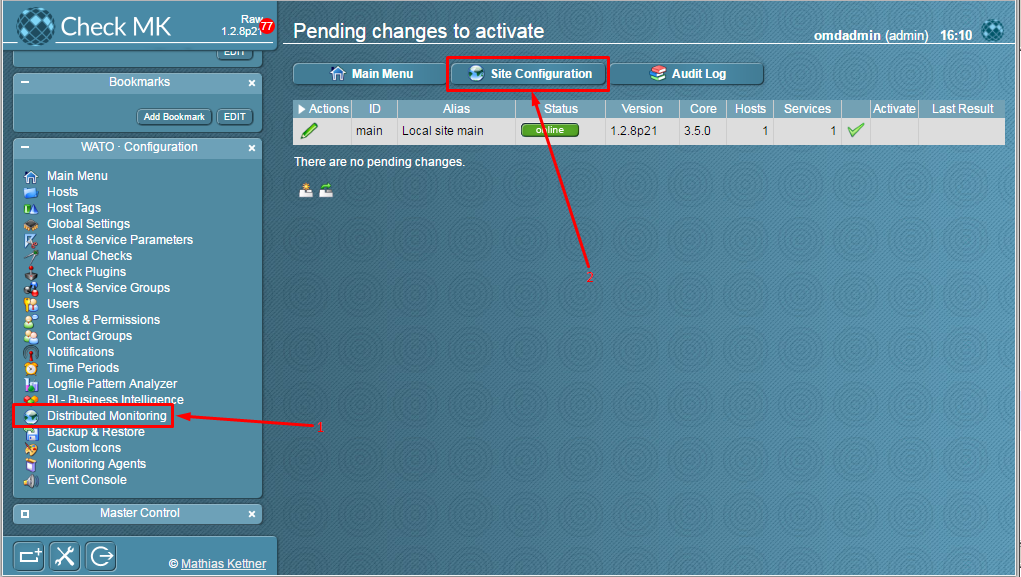 Check MK
Raw
1.2.8p21
77
EDIT
Bookmarks
Add Bookmark
EDIT
WATO · Configuration
Main Menu
Hosts
Host Tags
Global Settings
Host & Service Parameters
Manual Checks
Check Plugins
Host & Service Groups
Users
Roles & Permissions
Contact Groups
Notifications
Time Periods
Logfile Pattern Analyzer
BI - Business Intelligence
Distributed Monitoring
Backup & Restore
Custom Icons
Monitoring Agents
Event Console
Master Control
© Mathias Kettner
Pending changes to activate
omdadmin (admin) 16:10
Main Menu Site Configuration Audit Log
Actions ID Alias Status Version Core Hosts Services Activate Last Result
main Local site main online 1.2.8p21 3.5.0 1 1
There are no pending changes.
2
1